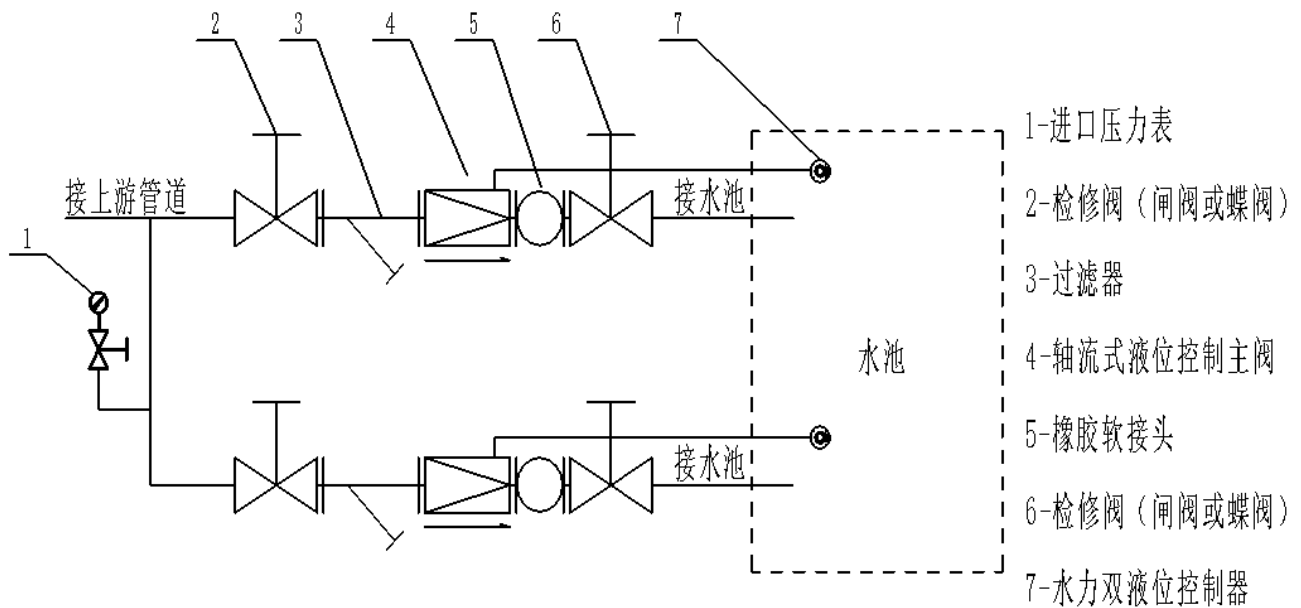 2
3
4
5
6
7
1-进口压力表
2-检修阀（闸阀或蝶阀）
接上游管道
接水池
1
3-过滤器
水池
4-轴流式液位控制主阀
5-橡胶软接头
接水池
6-检修阀（闸阀或蝶阀）
7-水力双液位控制器